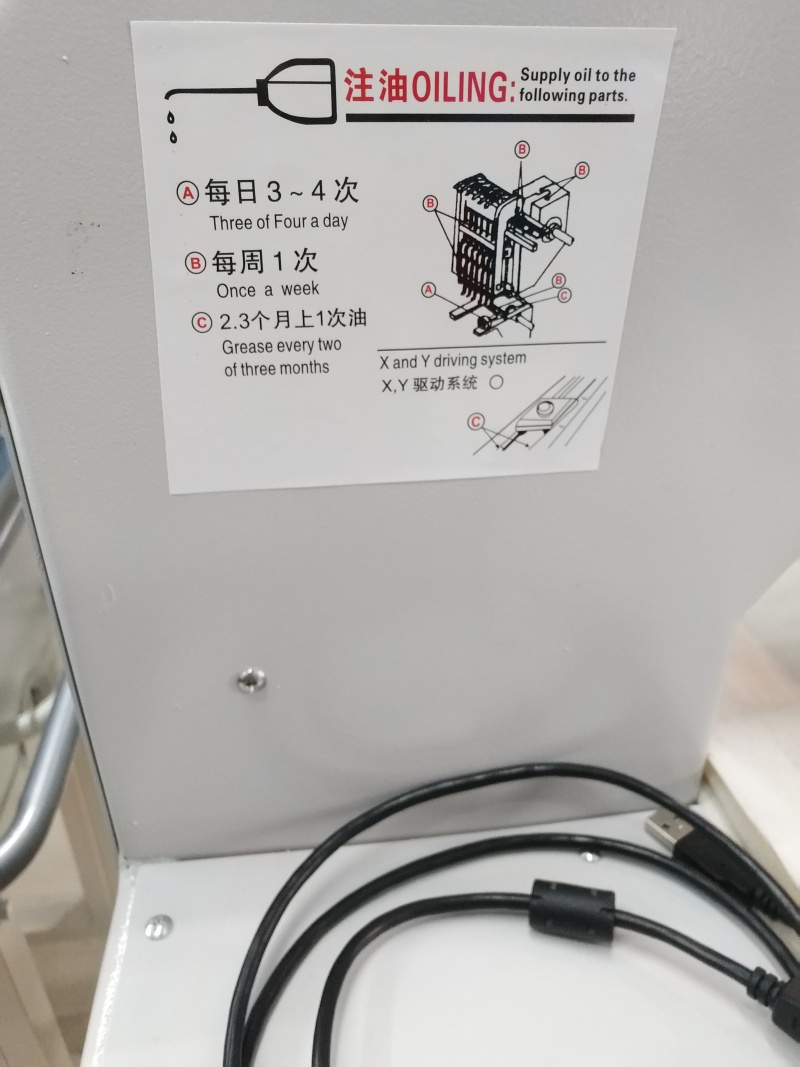 注油OILING: Supply oil to the
following parts.
A 每日3~4次
Three of Four a day
B 每周1次
Once a week
C 2.3个月上1次油
Grease every two
of three months
B
B
B
A
B
C
X and Y driving system
X,Y 驱动系统
C